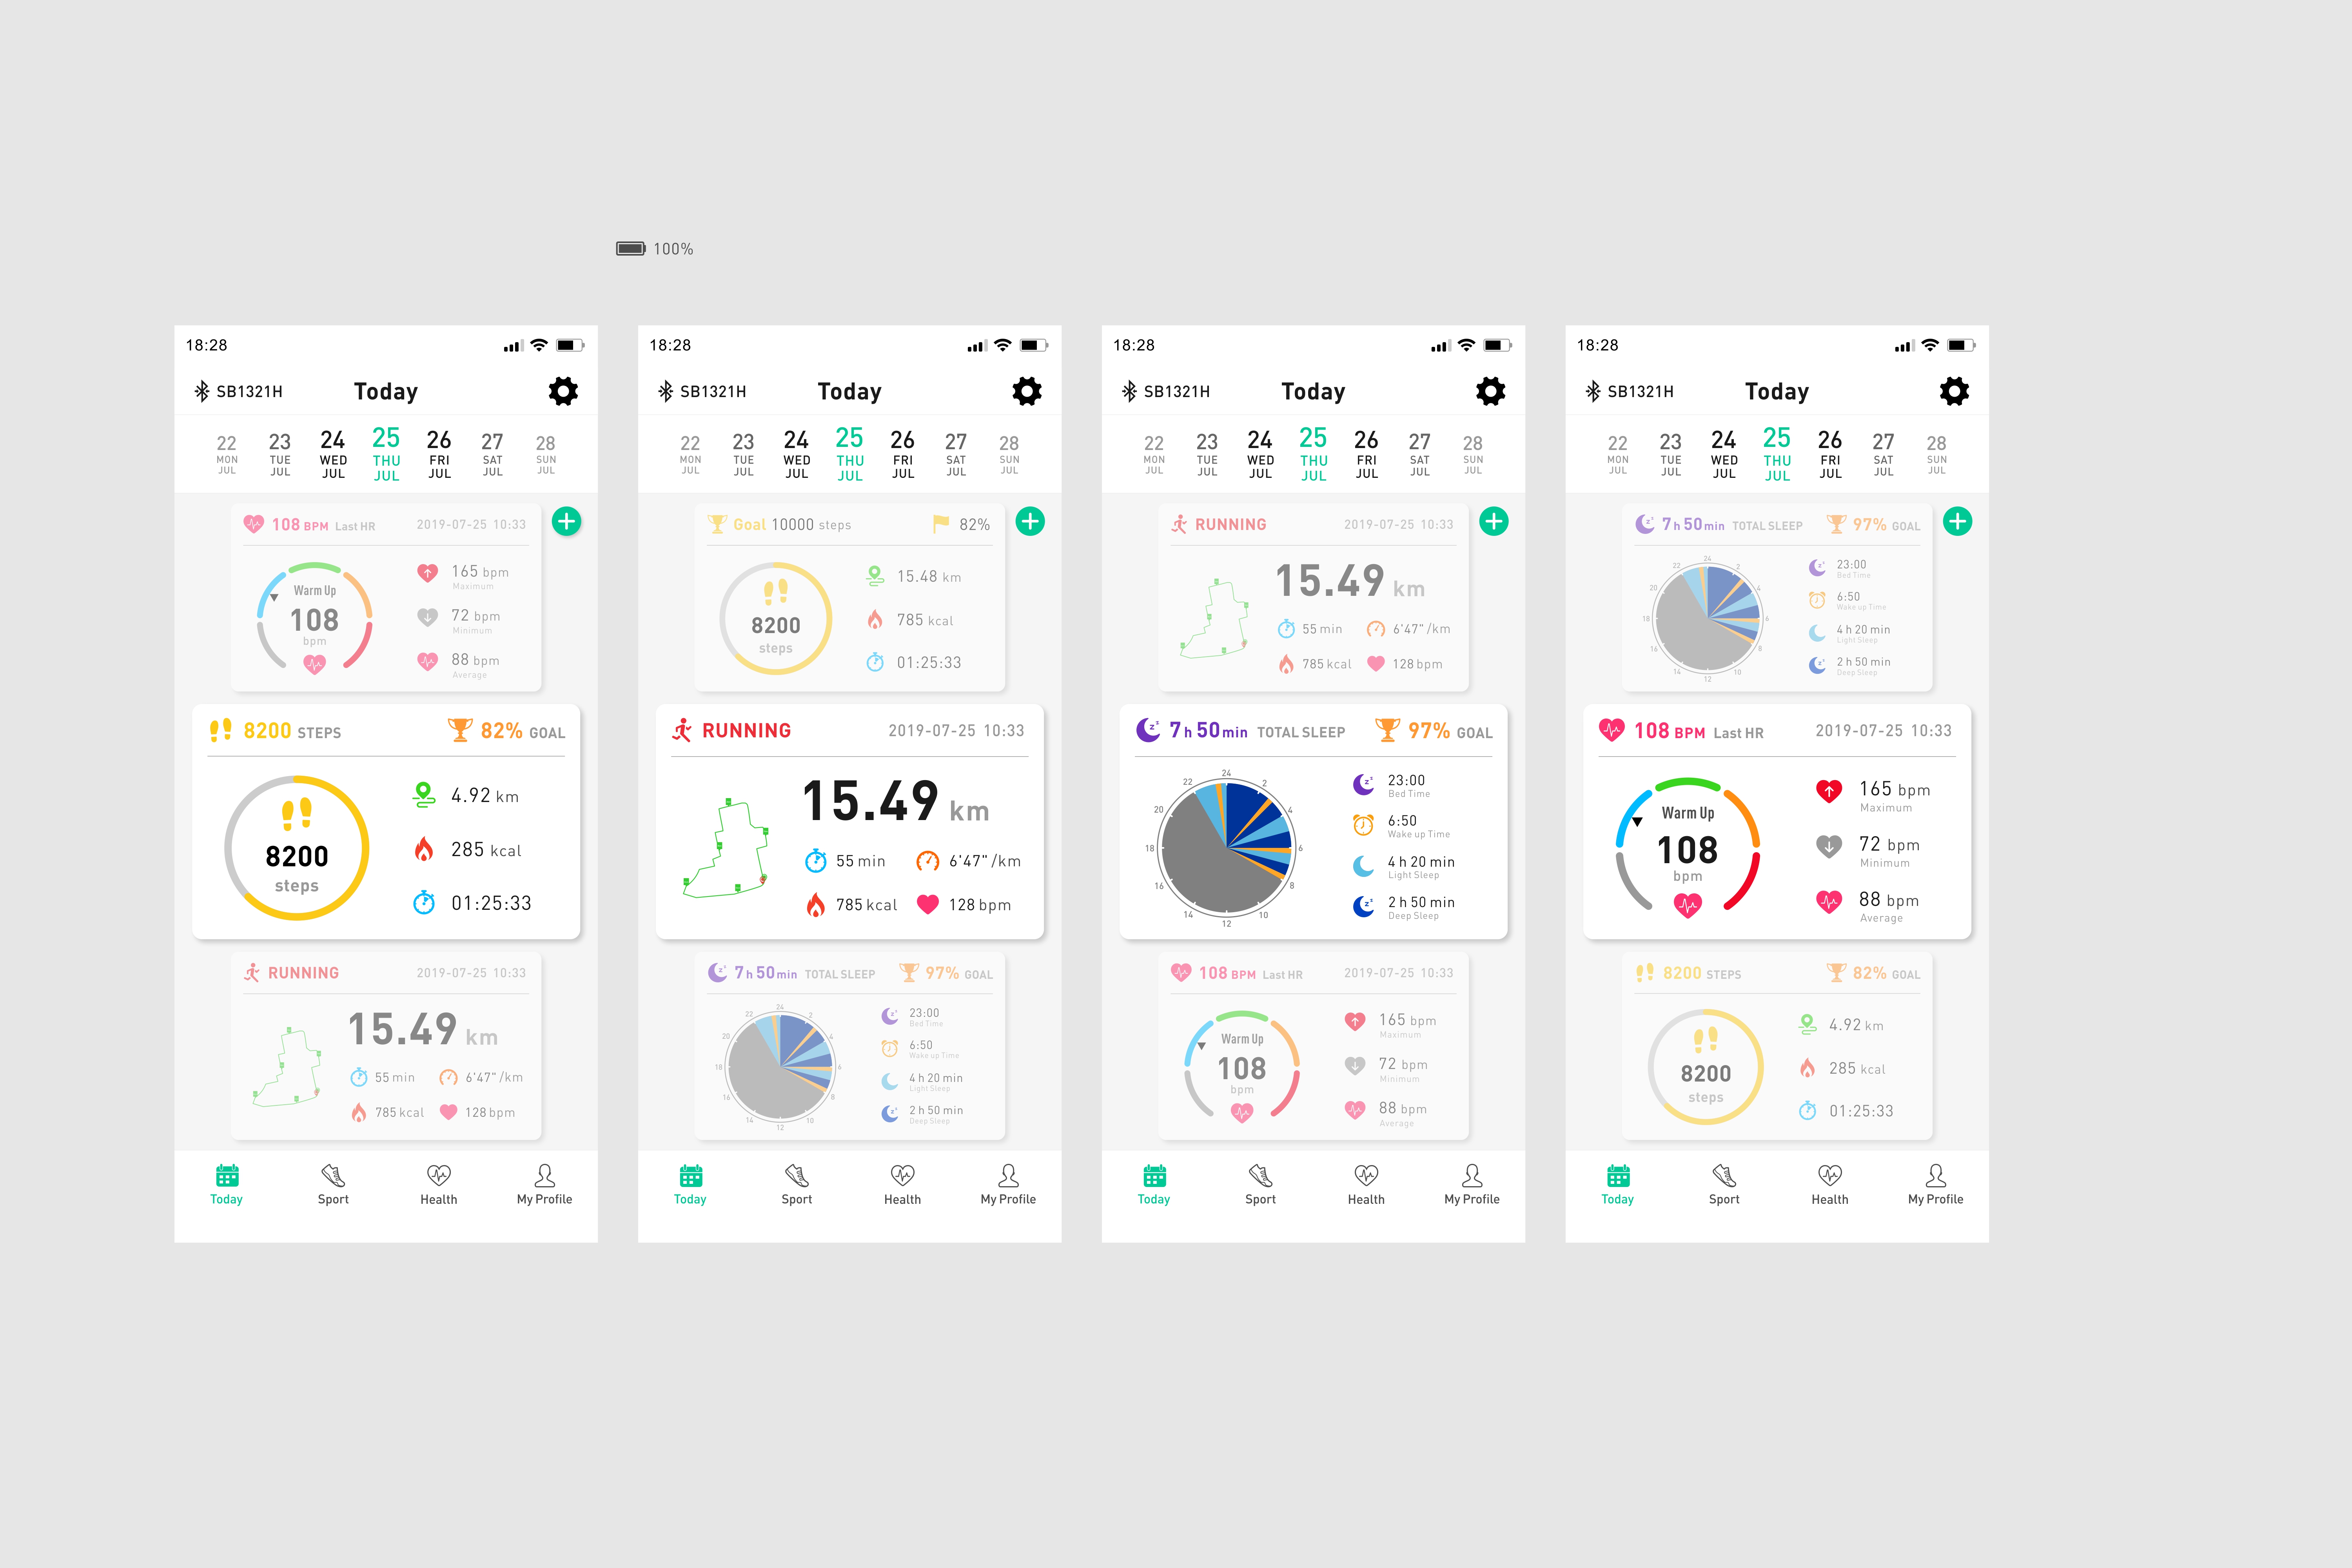 100%
18:28
SB1321H Today
22 23 24 25 26 27 28
MON TUE WED THU FRI SAT SUN
JUL JUL JUL JUL JUL JUL JUL
108 BPM Last HR 2019-07-25 10:33
Warm Up
108
bpm
165 bpm
Maximum
72 bpm
Minimum
88 bpm
Average
8200 STEPS 82% GOAL
8200
steps
4.92 km
285 kcal
01:25:33
RUNNING 2019-07-25 10:33
15.49 km
55 min 6'47" /km
785 kcal 128 bpm
Today Sport Health My Profile
18:28
SB1321H Today
22 23 24 25 26 27 28
MON TUE WED THU FRI SAT SUN
JUL JUL JUL JUL JUL JUL JUL
Goal 10000 steps 82%
8200
steps
15.48 km
785 kcal
01:25:33
RUNNING 2019-07-25 10:33
15.49 km
55 min 6'47" /km
785 kcal 128 bpm
7 h 50 min TOTAL SLEEP 97% GOAL
24
22 2
20 4
18 6
16 8
14 10
12
23:00
Bed Time
6:50
Wake up Time
4 h 20 min
Light Sleep
2 h 50 min
Deep Sleep
Today Sport Health My Profile
18:28
SB1321H Today
22 23 24 25 26 27 28
MON TUE WED THU FRI SAT SUN
JUL JUL JUL JUL JUL JUL JUL
RUNNING 2019-07-25 10:33
15.49 km
55 min 6'47" /km
785 kcal 128 bpm
7 h 50 min TOTAL SLEEP 97% GOAL
24
22 2
20 4
18 6
16 8
14 10
12
23:00
Bed Time
6:50
Wake up Time
4 h 20 min
Light Sleep
2 h 50 min
Deep Sleep
108 BPM Last HR 2019-07-25 10:33
Warm Up
108
bpm
165 bpm
Maximum
72 bpm
Minimum
88 bpm
Average
Today Sport Health My Profile
18:28
SB1321H Today
22 23 24 25 26 27 28
MON TUE WED THU FRI SAT SUN
JUL JUL JUL JUL JUL JUL JUL
7 h 50 min TOTAL SLEEP 97% GOAL
24
22 2
20 4
18 6
16 8
14 10
12
23:00
Bed Time
6:50
Wake up Time
4 h 20 min
Light Sleep
2 h 50 min
Deep Sleep
108 BPM Last HR 2019-07-25 10:33
Warm Up
108
bpm
165 bpm
Maximum
72 bpm
Minimum
88 bpm
Average
8200 STEPS 82% GOAL
8200
steps
4.92 km
285 kcal
01:25:33
Today Sport Health My Profile